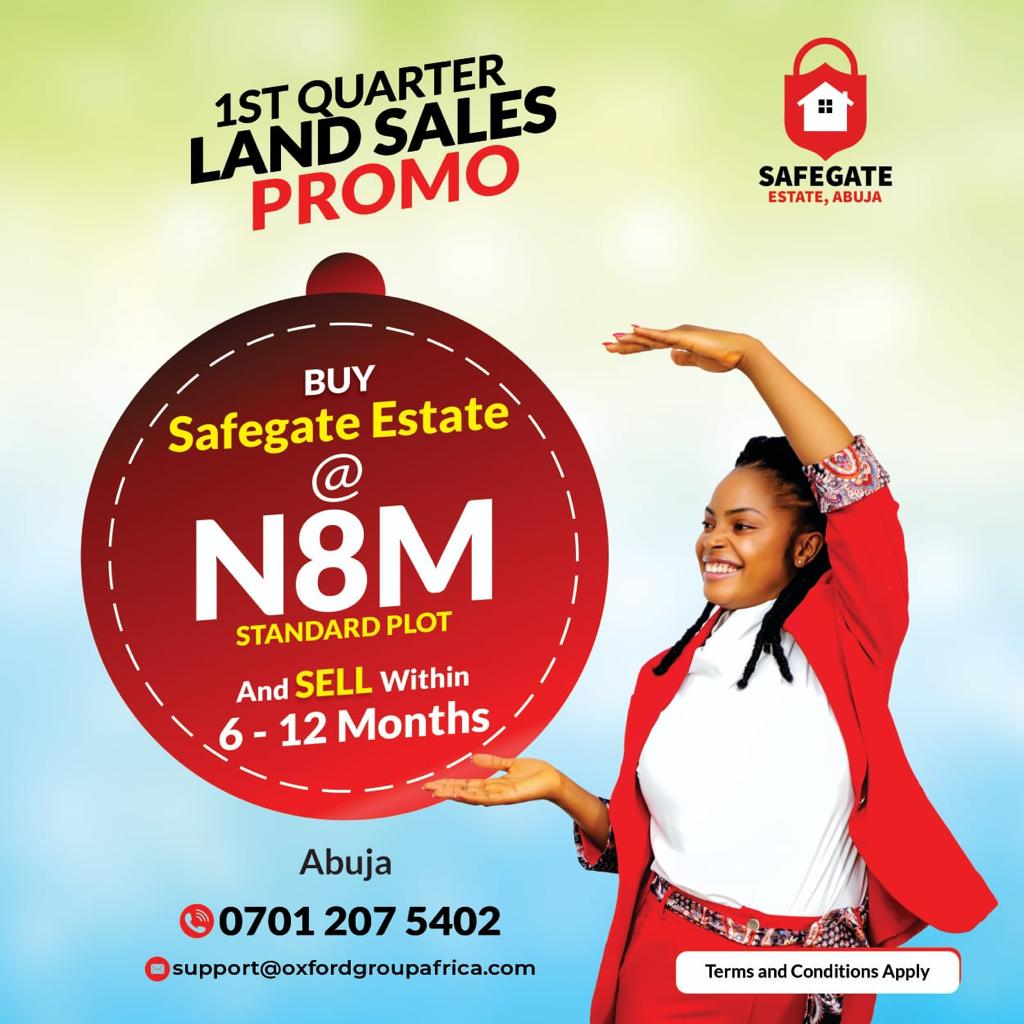 1ST QUARTER
LAND SALES
PROMO
SAFEGATE
ESTATE, ABUJA
BUY
Safegate Estate
@
N8M
STANDARD PLOT
And SELL Within
6 - 12 Months
Abuja
0701 207 5402
support@oxfordgroupafrica.com
Terms and Conditions Apply